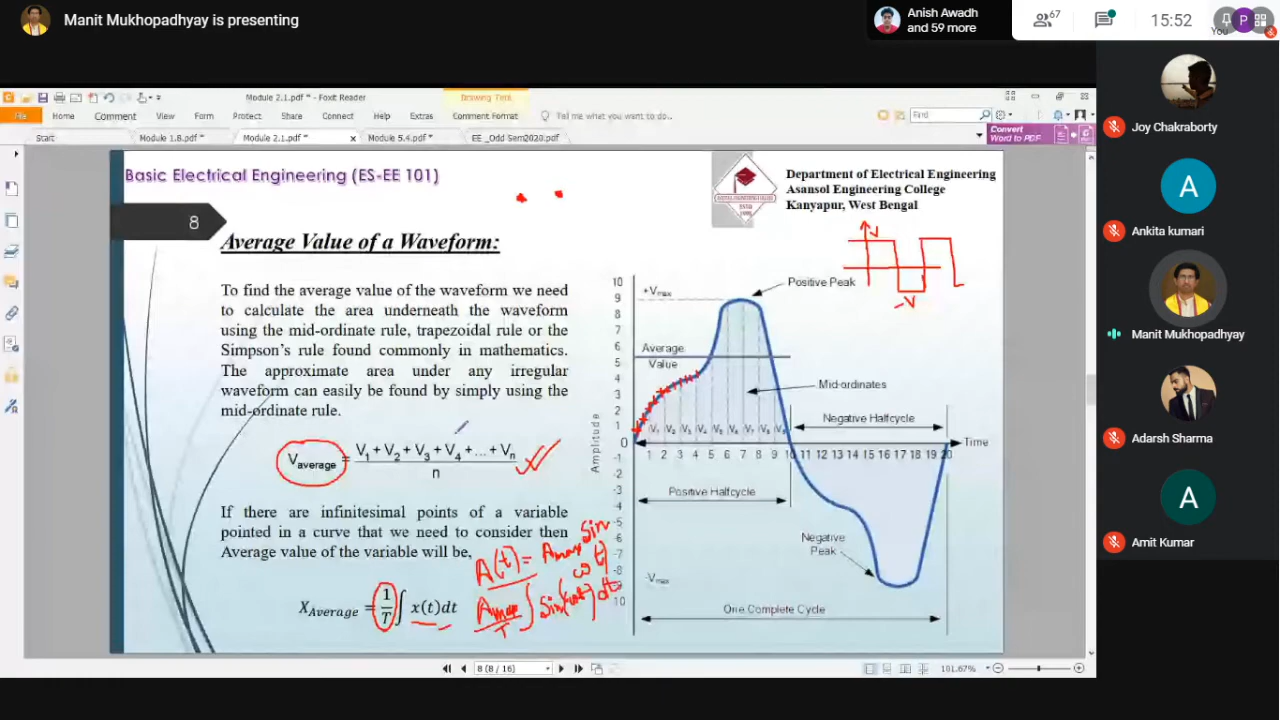 Manit Mukhopadhyay is presenting
Anish Awadh
and 59 more
67
15:52
You
P
Module 2.1.pdf * - Foxit Reader
Drawing Tools
File
Home
Comment
View
Form
Protect
Share
Connect
Help
Extras
Comment Format
Tell me what you want to do..
Find
Start
Module 1.8.pdf *
Module 2.1.pdf *
Module 5.4.pdf *
EE _Odd Sem2020.pdf
Convert
Word to PDF
Basic Electrical Engineering (ES-EE 101)
Department of Electrical Engineering
Asansol Engineering College
Kanyapur, West Bengal
8
Average Value of a Waveform:
To find the average value of the waveform we need
to calculate the area underneath the waveform
using the mid-ordinate rule, trapezoidal rule or the
Simpson's rule found commonly in mathematics.
The approximate area under any irregular
waveform can easily be found by simply using the
mid-ordinate rule.
V average = V1 + V2 + V3 + V4 + ... + Vn
n
If there are infinitesimal points of a variable
pointed in a curve that we need to consider then
Average value of the variable will be,
X Average = 1/T ∫ x(t)dt
A(t) = Amax Sin
ωt)
Amax/T ∫ Sin(ωt) dt
V
-V
+Vmax
Positive Peak
Average
Value
Mid-ordinates
Negative Halfcycle
V1 V2 V3 V4 V5 V6 V7 V8 V9
10
9
8
7
6
5
4
3
2
1
0
-1
-2
-3
-4
-5
-6
-7
-8
10
Amplitude
1 2 3 4 5 6 7 8 9 10 11 12 13 14 15 16 17 18 19 20
Time
Positive Halfcycle
Negative
Peak
-Vmax
One Complete Cycle
8 (8 / 16)
101.67%
Joy Chakraborty
A
Ankita kumari
Manit Mukhopadhyay
Adarsh Sharma
A
Amit Kumar